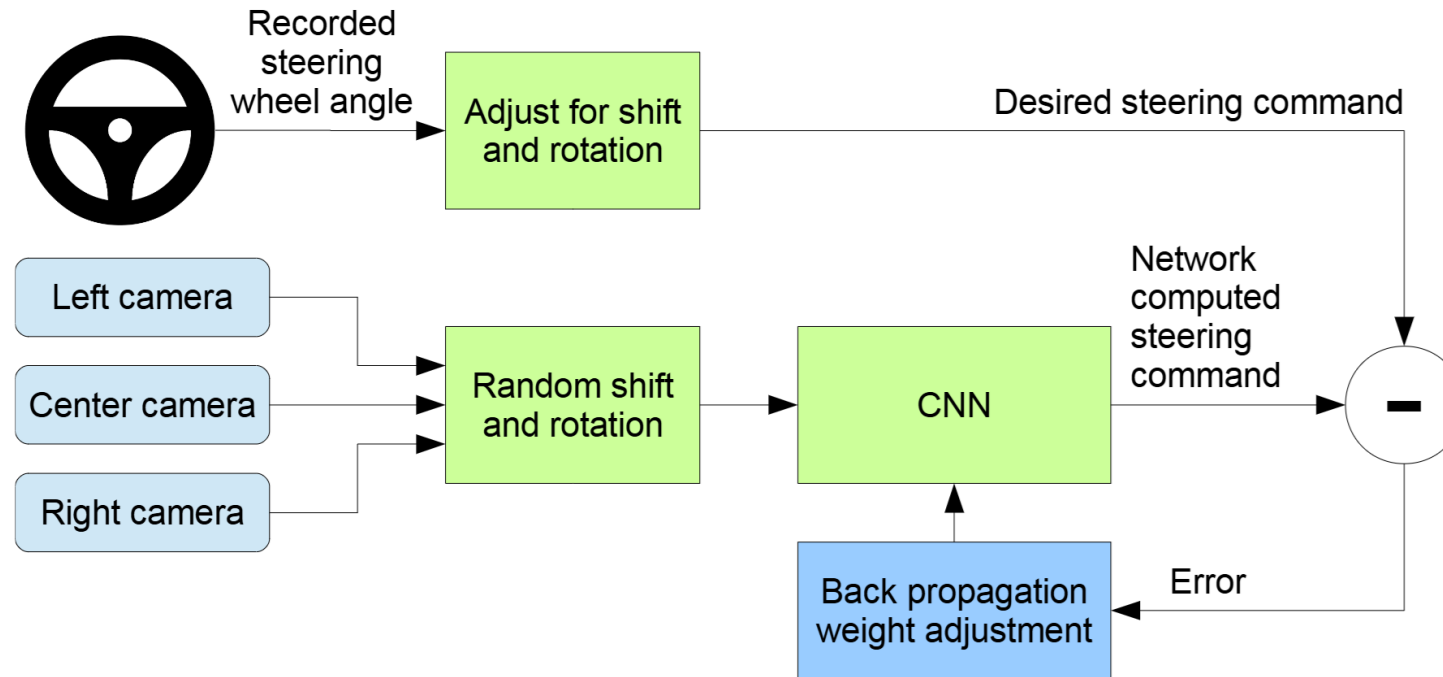 Recorded
steering
wheel angle
Adjust for shift
and rotation
Desired steering command
Left camera
Center camera
Right camera
Random shift
and rotation
CNN
Network
computed
steering
command
-
Back propagation
weight adjustment
Error